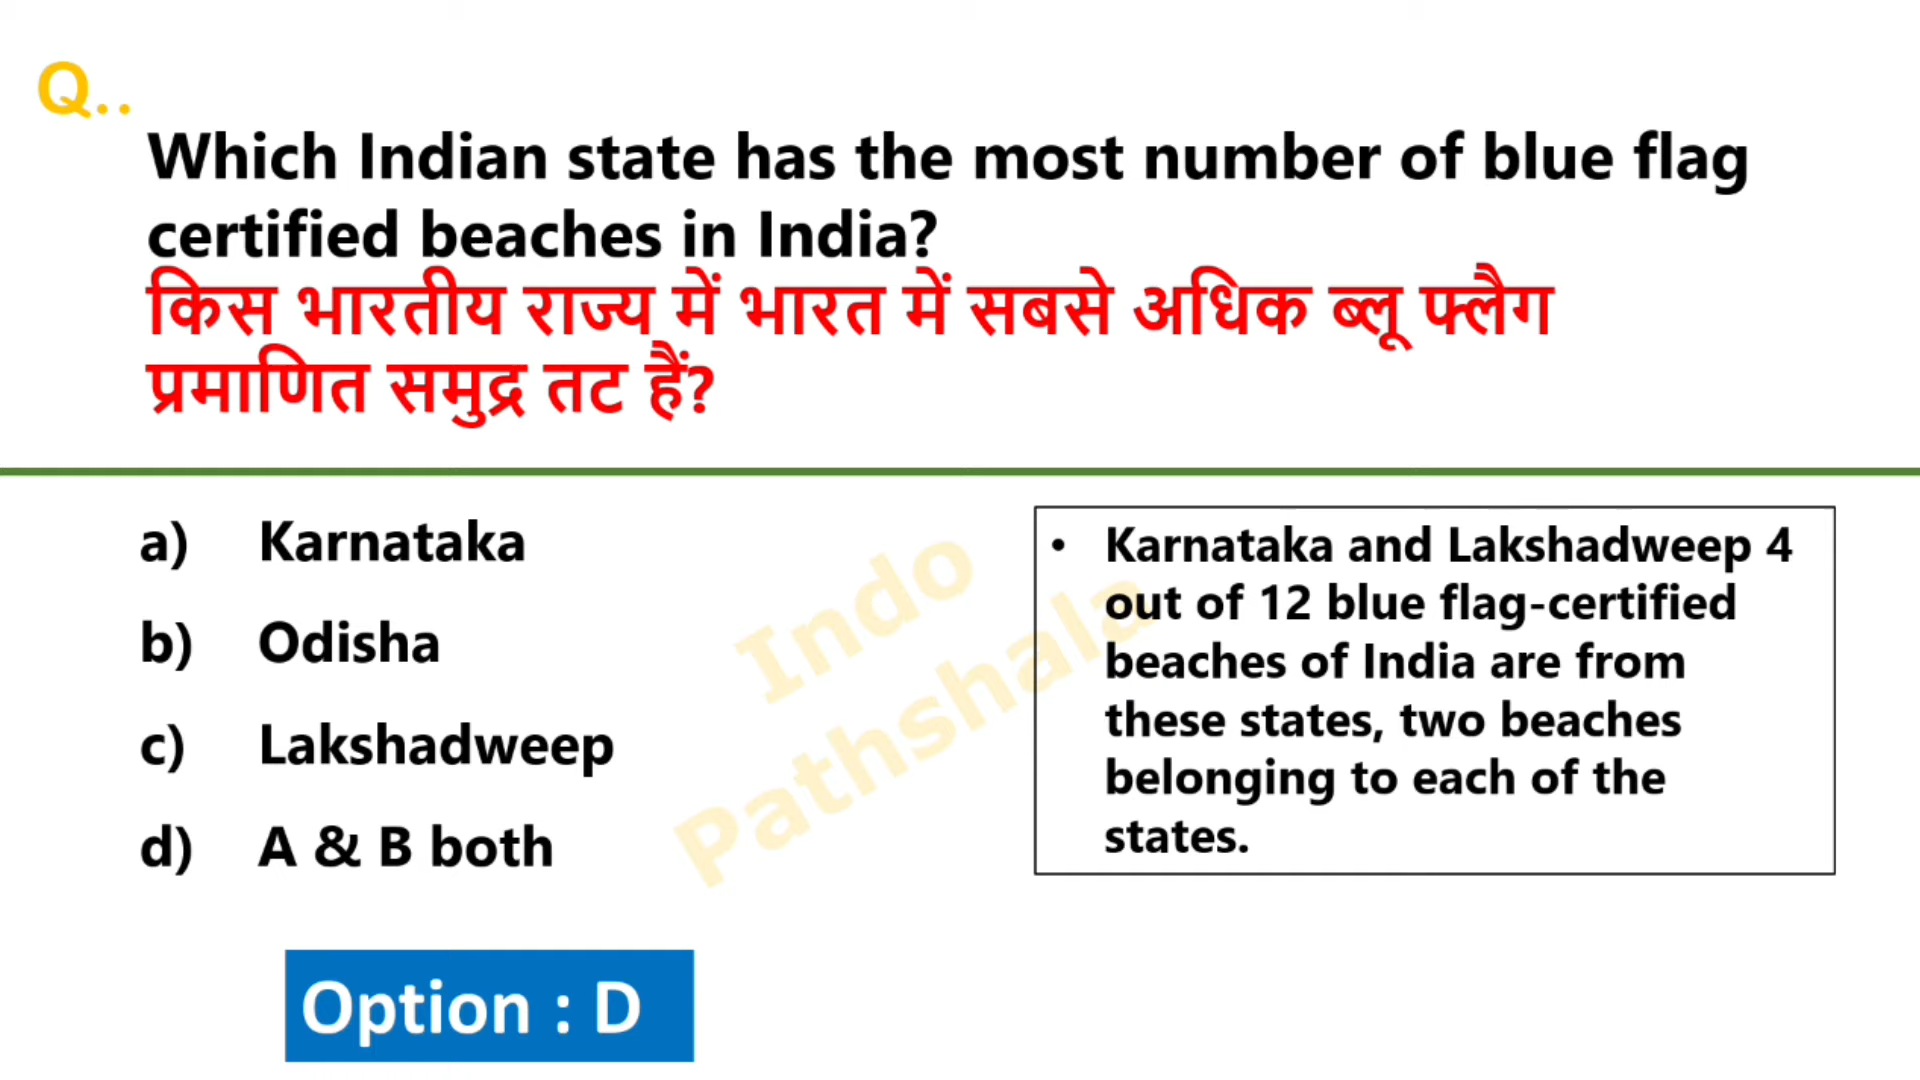 Q..
Which Indian state has the most number of blue flag
certified beaches in India?
किस भारतीय राज्य में भारत में सबसे अधिक ब्लू फ्लैग
प्रमाणित समुद्र तट हैं?
a) Karnataka
b) Odisha
c) Lakshadweep
d) A & B both
• Karnataka and Lakshadweep 4
out of 12 blue flag-certified
beaches of India are from
these states, two beaches
belonging to each of the
states.
Indo
Pathshala
Option : D